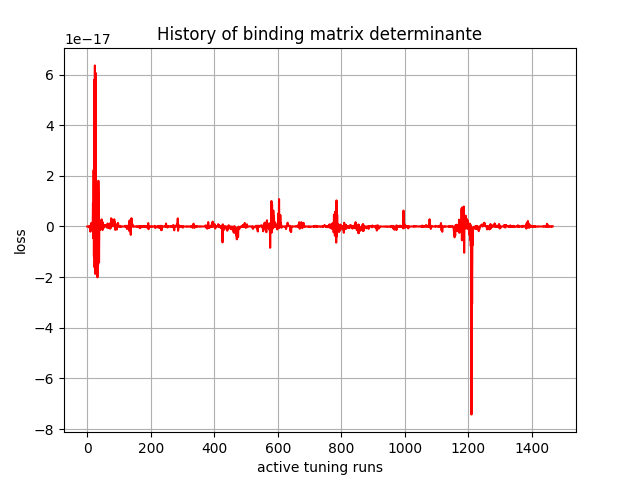 History of binding matrix determinante
1e−17
6
4
2
0
−2
−4
−6
−8
loss
0 200 400 600 800 1000 1200 1400
active tuning runs